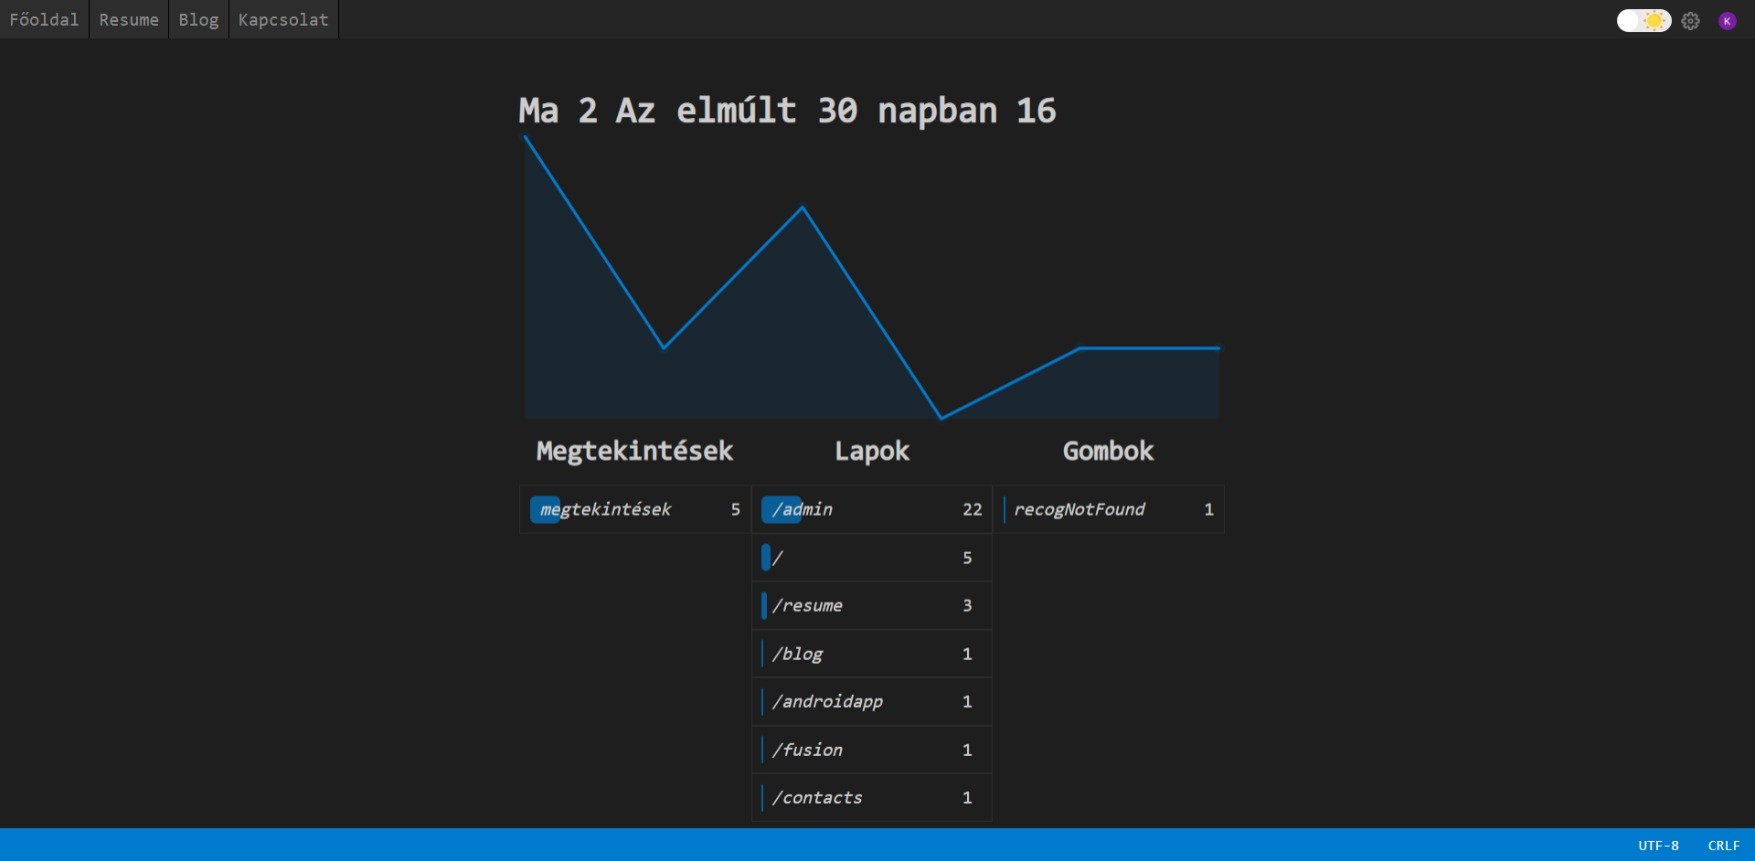 Főoldal Resume Blog Kapcsolat K
Ma 2 Az elmúlt 30 napban 16
Megtekintések Lapok Gombok
megtekintések 5 /admin 22 recogNotFound 1
/ 5
/resume 3
/blog 1
/androidapp 1
/fusion 1
/contacts 1
UTF-8 CRLF